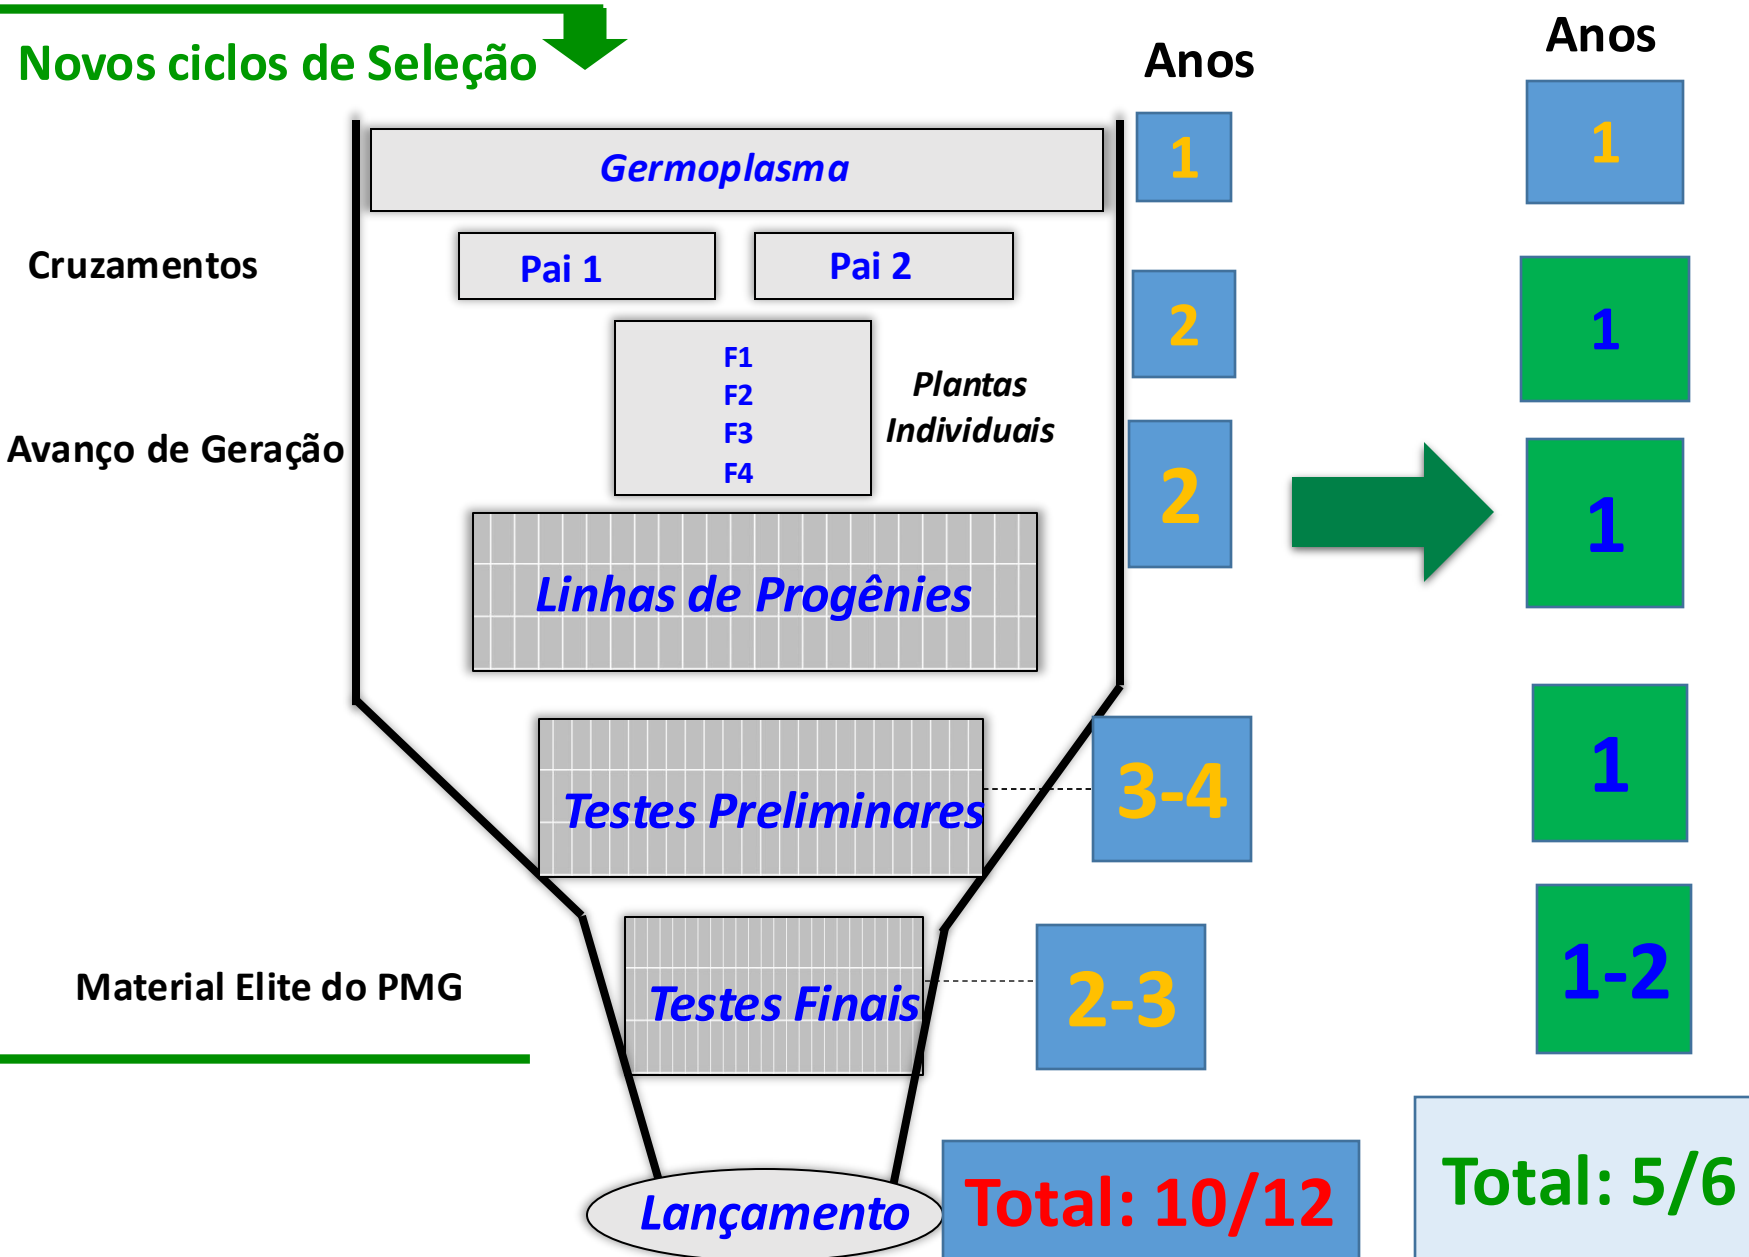 Novos ciclos de Seleção
Anos
Anos
Germoplasma
1
1
Cruzamentos
Pai 1
Pai 2
2
1
F1
F2
F3
F4
Plantas
Individuais
Avanço de Geração
2
1
Linhas de Progênies
Testes Preliminares
3-4
1
Material Elite do PMG
Testes Finais
2-3
1-2
Lançamento
Total: 10/12
Total: 5/6